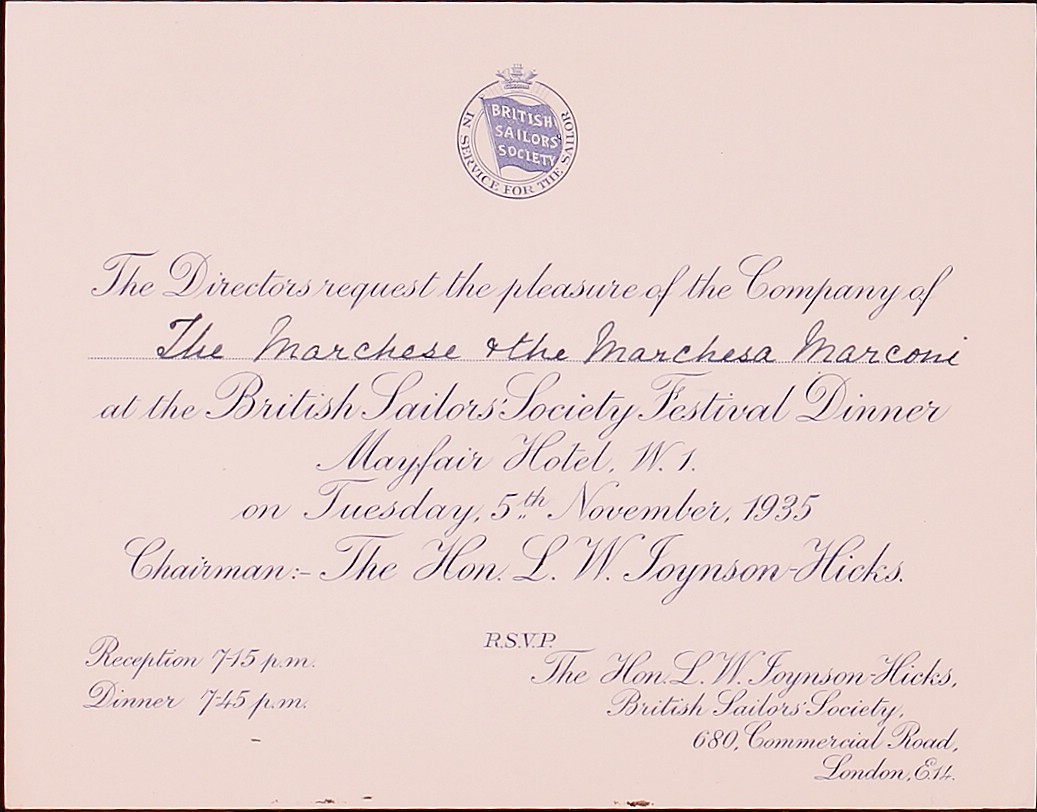 BRITISH
SAILORS'
SOCIETY
IN SERVICE FOR THE SAILOR
The Directors request the pleasure of the Company of
The Marchese & the Marchesa Marconi
at the British Sailors' Society Festival Dinner
Mayfair Hotel, W.1.
on Tuesday, 5th November, 1935
Chairman:- The Hon. L. W. Joynson-Hicks.
Reception 7-15 p.m.
Dinner 7-45 p.m.
R.S.V.P.
The Hon. L. W. Joynson-Hicks,
British Sailors' Society,
680, Commercial Road,
London, E.14.